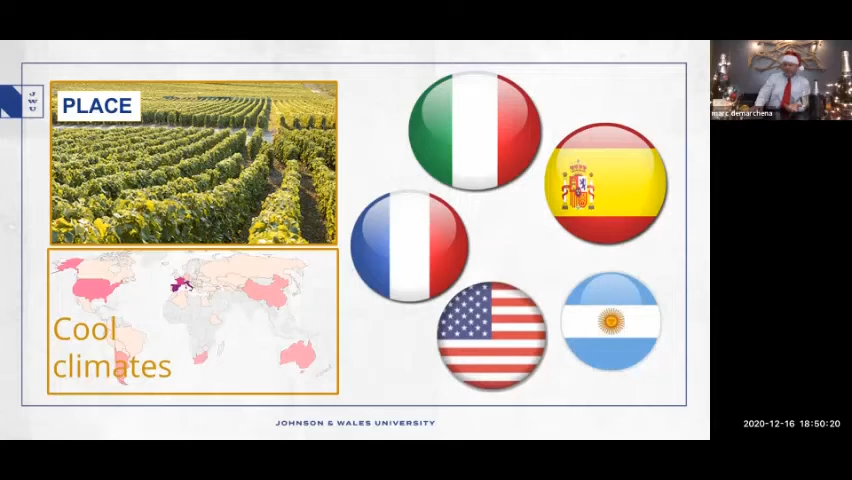 PLACE
J
W
U
Cool
climates
JOHNSON & WALES UNIVERSITY
marc demarchena
2020-12-16 18:50:20